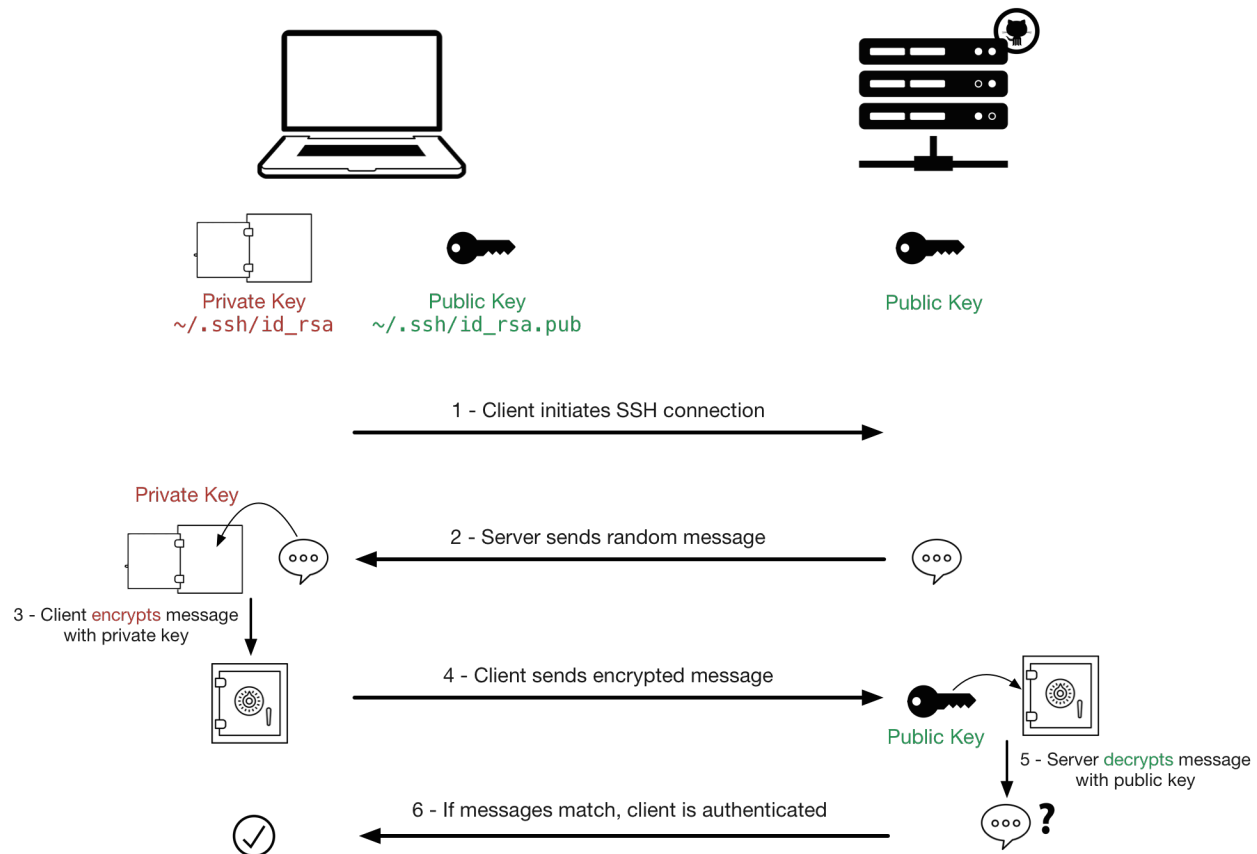 Private Key
~/.ssh/id_rsa
Public Key
~/.ssh/id_rsa.pub
Public Key
1 - Client initiates SSH connection
Private Key
2 - Server sends random message
3 - Client encrypts message
with private key
4 - Client sends encrypted message
Public Key
5 - Server decrypts message
with public key
6 - If messages match, client is authenticated
?